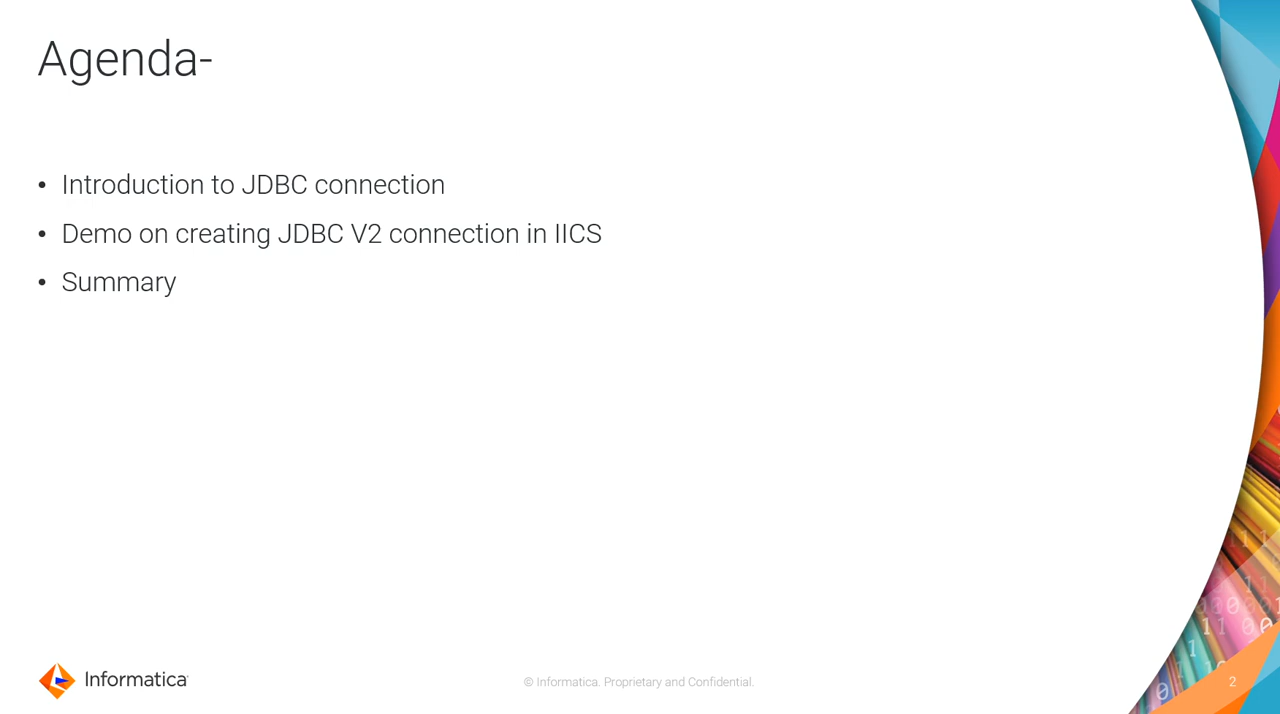 Agenda-
• Introduction to JDBC connection
• Demo on creating JDBC V2 connection in IICS
• Summary
Informatica
© Informatica. Proprietary and Confidential.
2